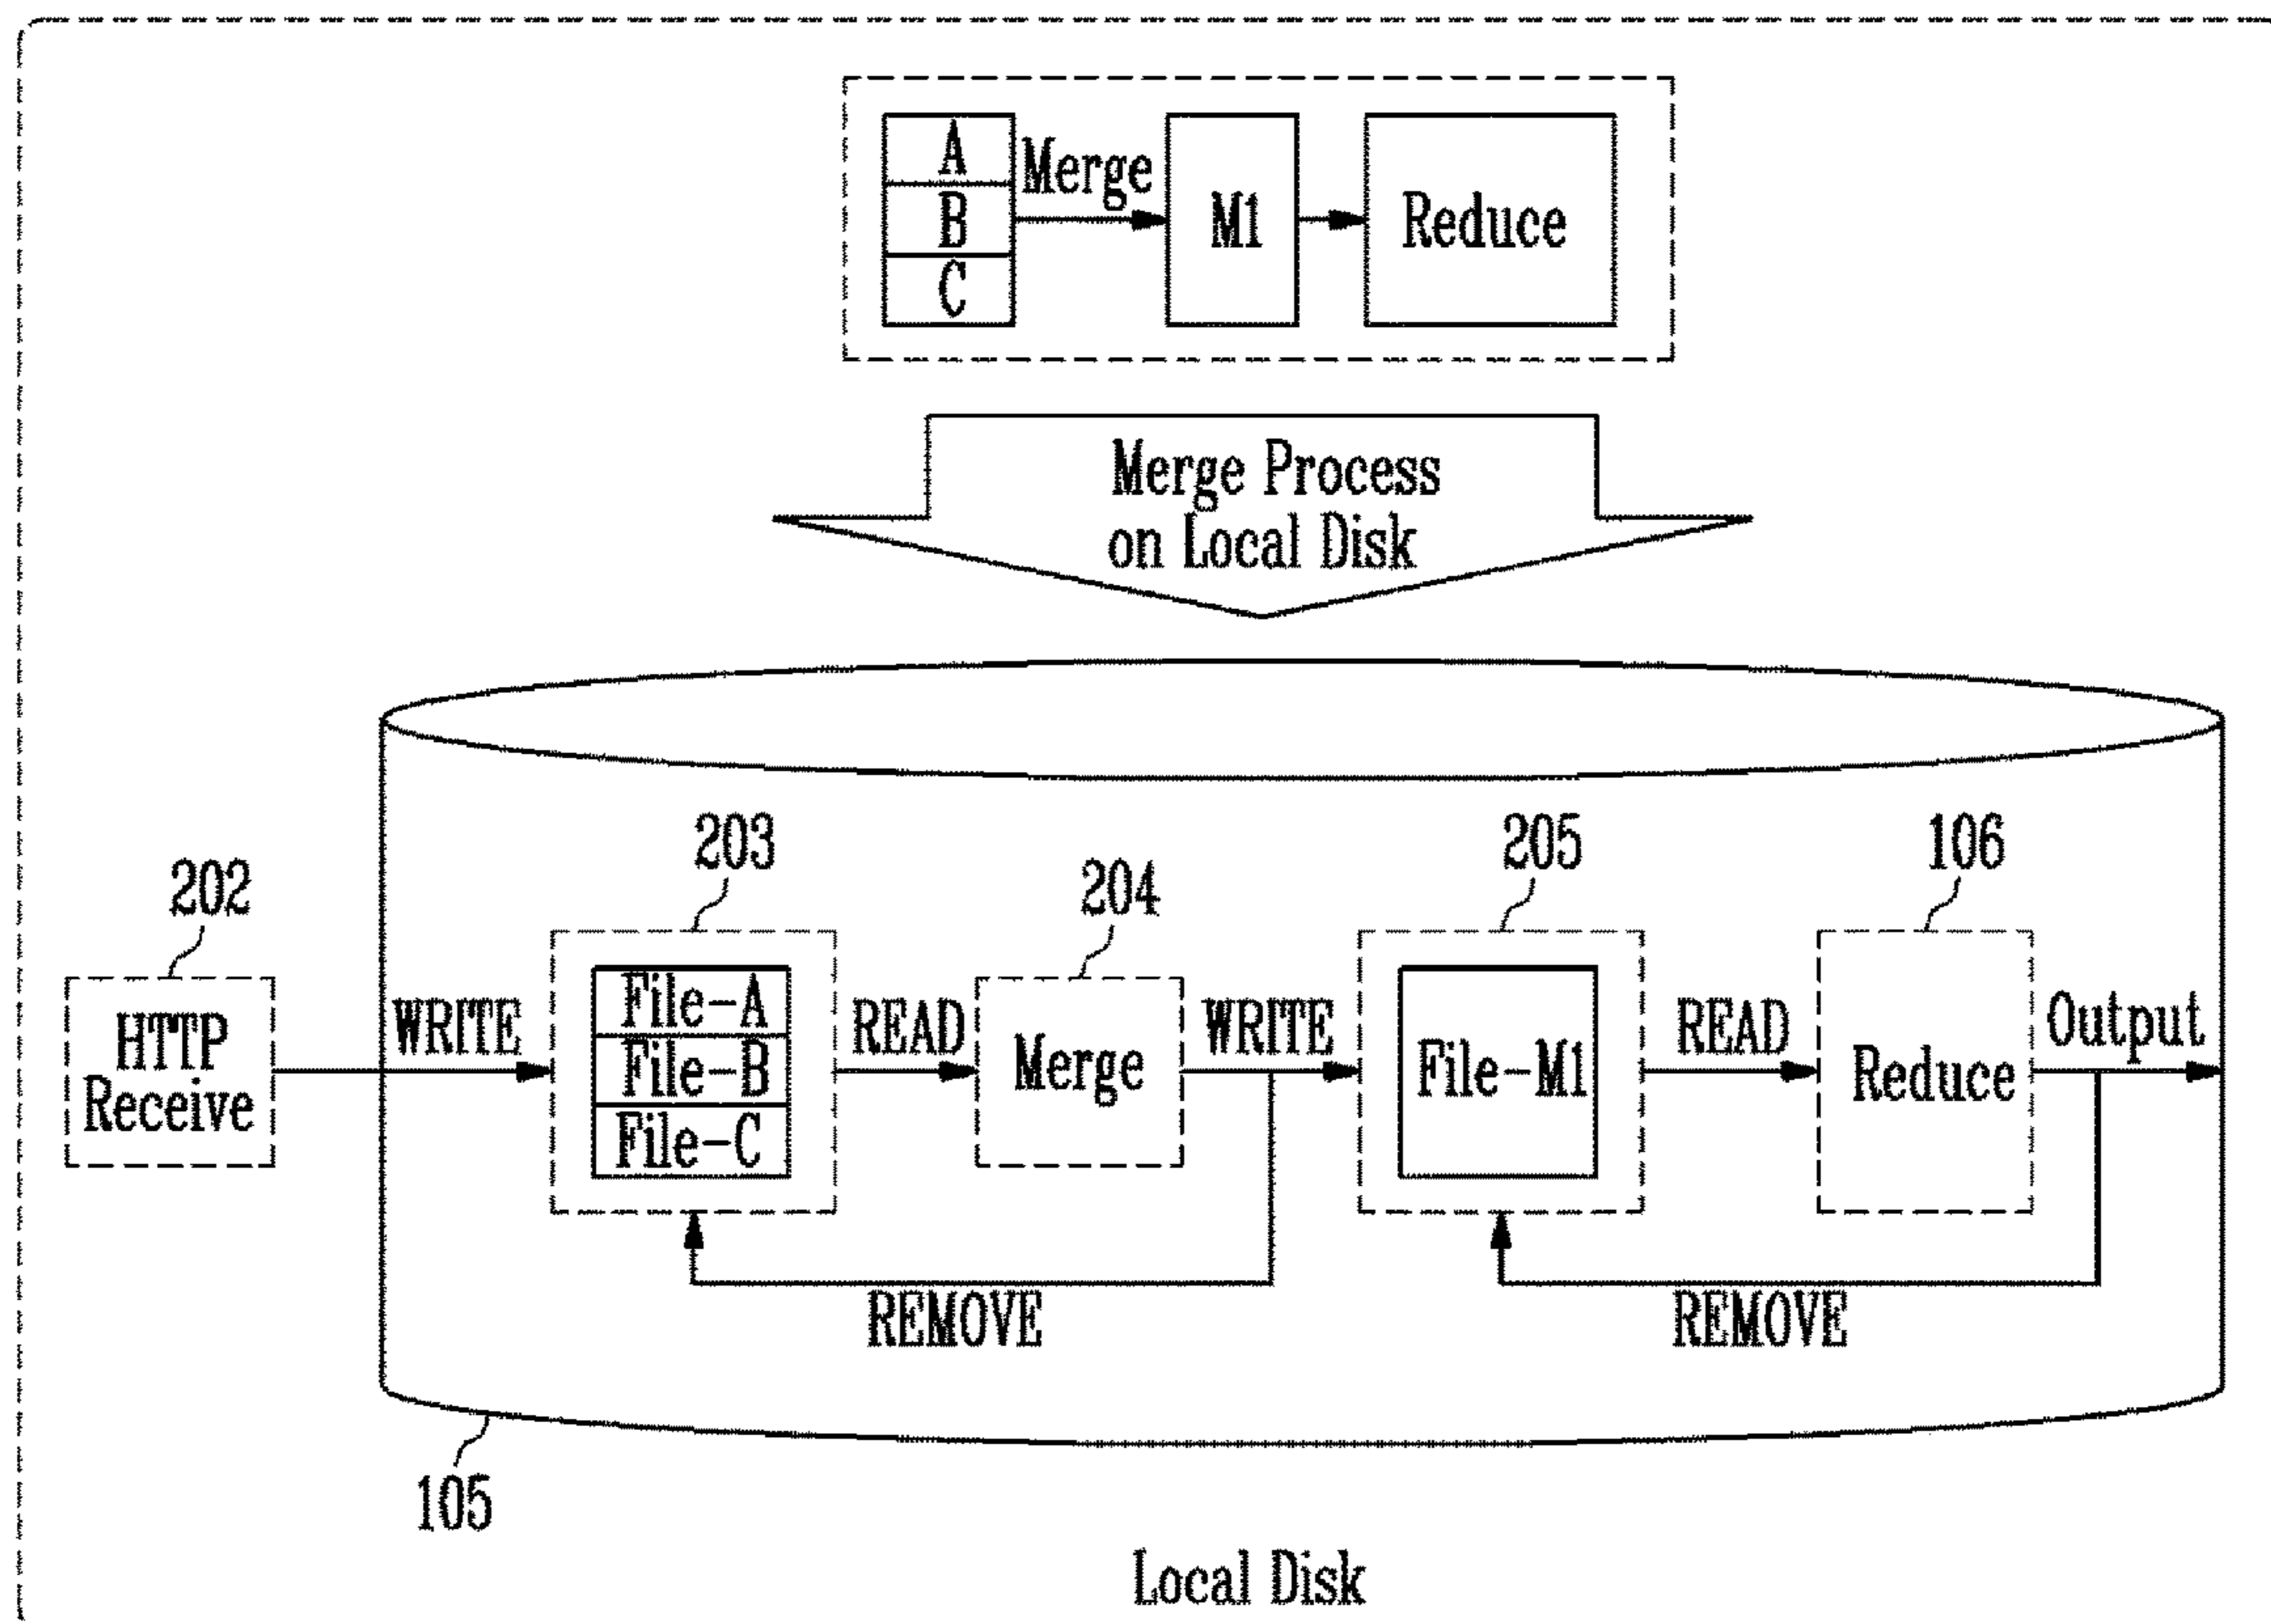 A
Merge
B
M1
Reduce
C
Merge Process
on Local Disk
203
205
106
202
204
File-A
WRITE
READ
WRITE
READ
Output
HTTP
File-B
Merge
File-M1
Reduce
Receive
File-C
REMOVE
REMOVE
105
Local Disk